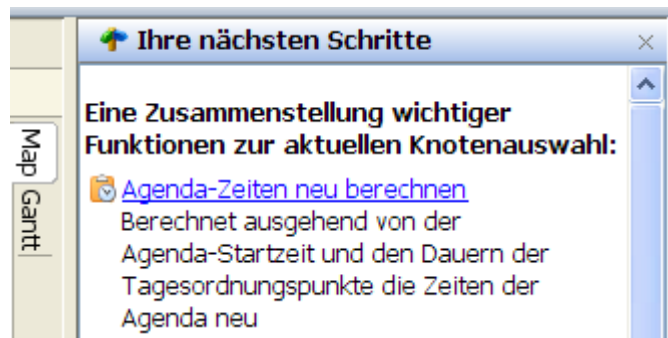 Ihre nächsten Schritte
Map
Gantt
Eine Zusammenstellung wichtiger
Funktionen zur aktuellen Knotenauswahl:
Agenda-Zeiten neu berechnen
Berechnet ausgehend von der
Agenda-Startzeit und den Dauern der
Tagesordnungspunkte die Zeiten der
Agenda neu